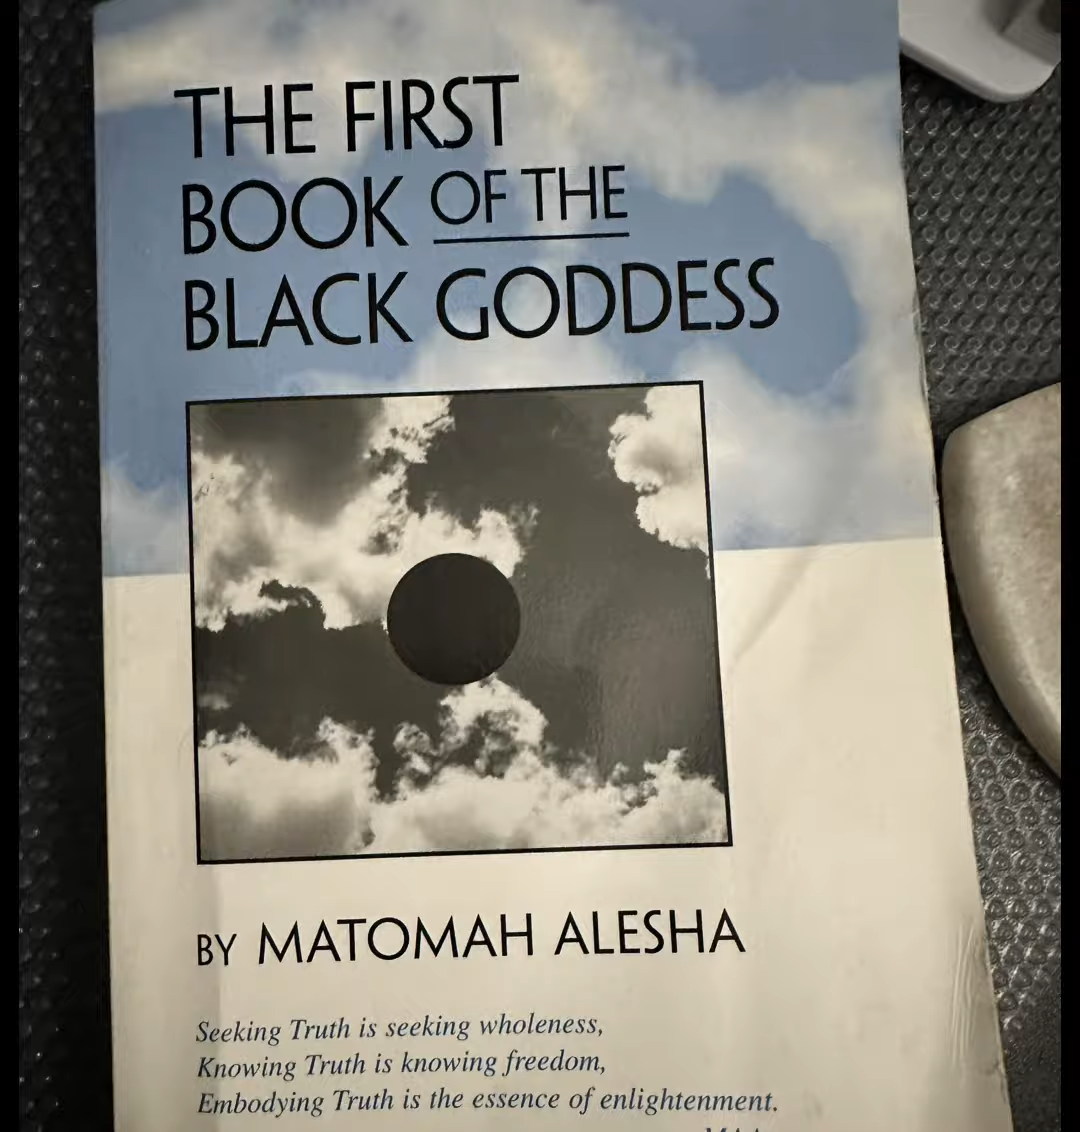 THE FIRST
BOOK OF THE
BLACK GODDESS
BY MATOMAH ALESHA
Seeking Truth is seeking wholeness,
Knowing Truth is knowing freedom,
Embodying Truth is the essence of enlightenment.